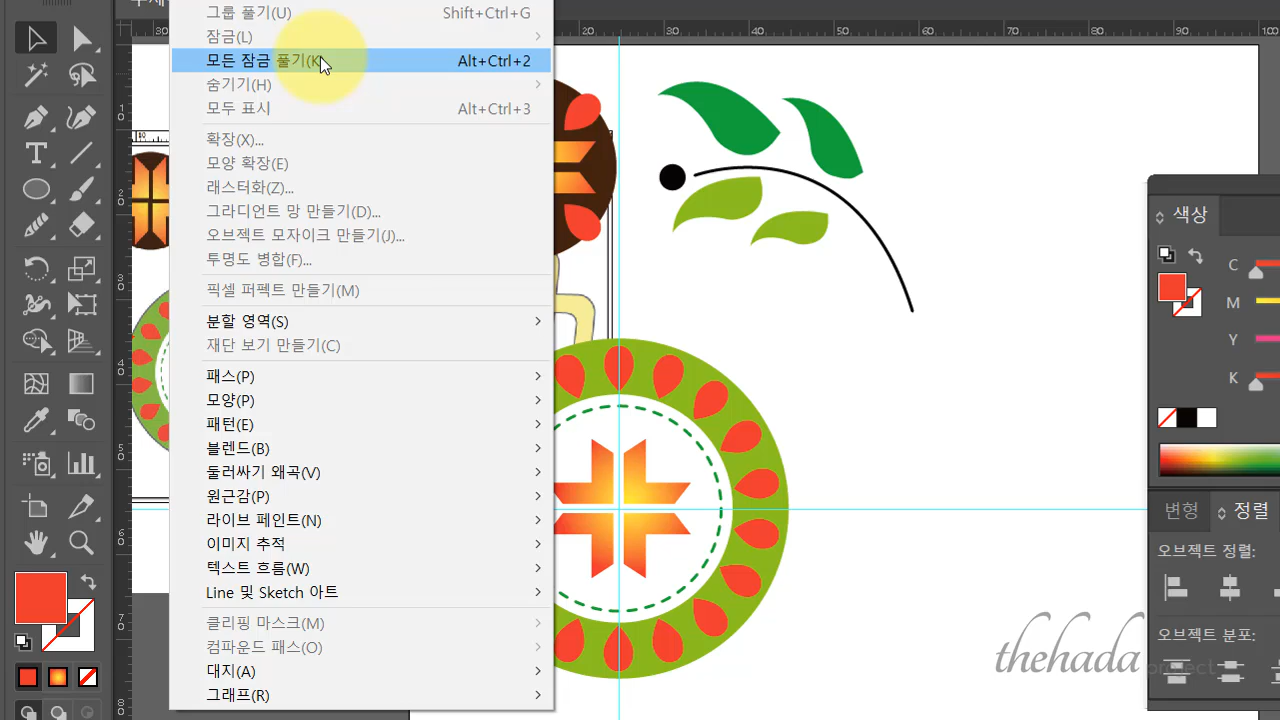 그룹 풀기(U) Shift+Ctrl+G
잠금(L)
모든 잠금 풀기(K) Alt+Ctrl+2
숨기기(H)
모두 표시 Alt+Ctrl+3
확장(X)...
모양 확장(E)
래스터화(Z)...
그라디언트 망 만들기(D)...
오브젝트 모자이크 만들기(J)...
투명도 병합(F)...
픽셀 퍼펙트 만들기(M)
분할 영역(S)
재단 보기 만들기(C)
패스(P)
모양(P)
패턴(E)
블렌드(B)
둘러싸기 왜곡(V)
원근감(P)
라이브 페인트(N)
이미지 추적
텍스트 흐름(W)
Line 및 Sketch 아트
클리핑 마스크(M)
컴파운드 패스(O)
대지(A)
그래프(R)
30
20
60
70
80
90
100
색상
C
M
Y
K
변형
정렬
오브젝트 정렬:
오브젝트 분포:
thehada
project